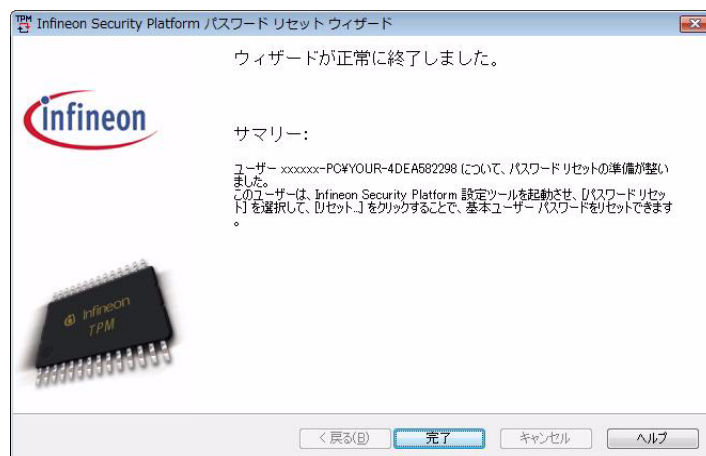 TPM
Infineon Security Platform パスワード リセット ウィザード
ウィザードが正常に終了しました。
infineon
サマリー:
ユーザー xxxxxx-PC¥YOUR-4DEA582298 について、パスワード リセットの準備が整い
ました。
このユーザーは、Infineon Security Platform 設定ツールを起動させ、[パスワード リセッ
ト] を選択して、[リセット...] をクリックすることで、基本ユーザー パスワードをリセットできます
。
infineon
TPM
< 戻る(B)
完了
キャンセル
ヘルプ